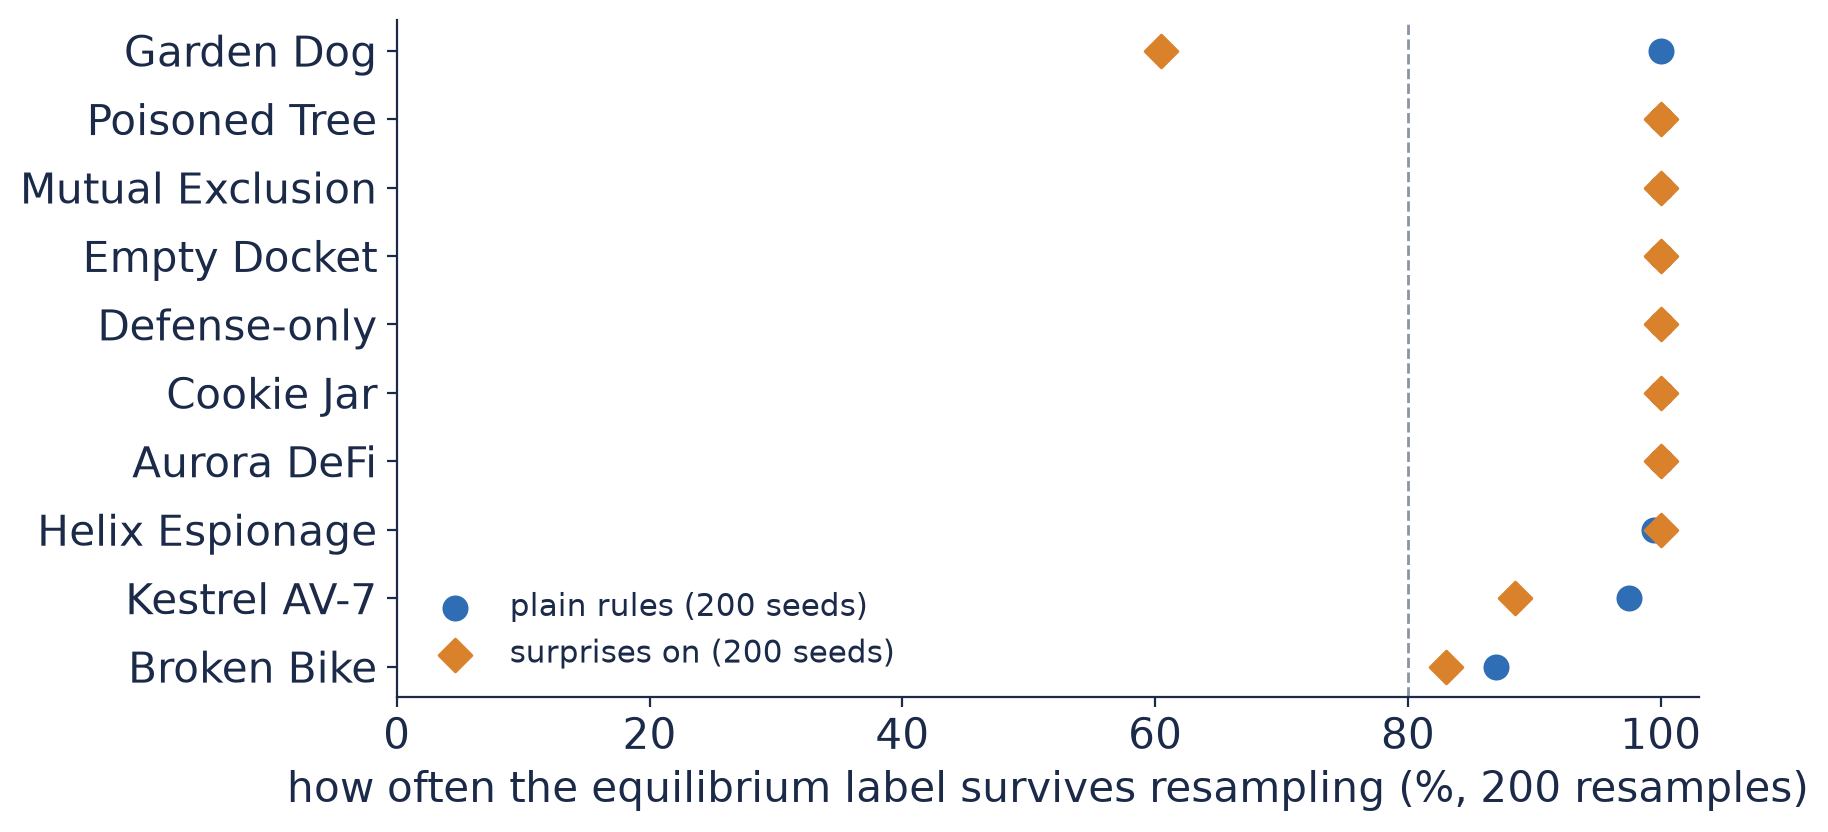 Garden Dog
Poisoned Tree
Mutual Exclusion
Empty Docket
Defense-only
Cookie Jar
Aurora DeFi
Helix Espionage
Kestrel AV-7
Broken Bike
plain rules (200 seeds)
surprises on (200 seeds)
0 20 40 60 80 100
how often the equilibrium label survives resampling (%, 200 resamples)